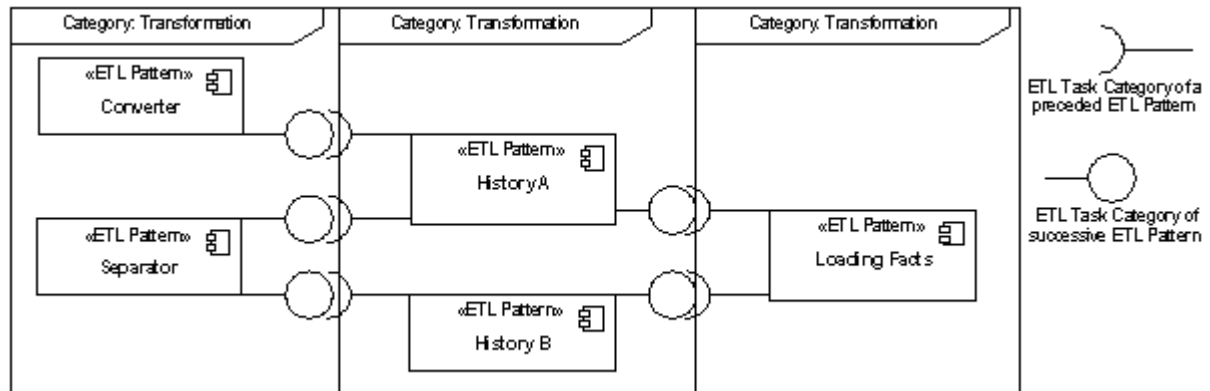 Category: Transformation
Category: Transformation
Category: Transformation
«ETL Pattern»
Converter
«ETL Pattern»
History A
«ETL Pattern»
Separator
«ETL Pattern»
Loading Facts
«ETL Pattern»
History B
ETL Task Category of a
preceded ETL Pattern
ETL Task Category of
successive ETL Pattern